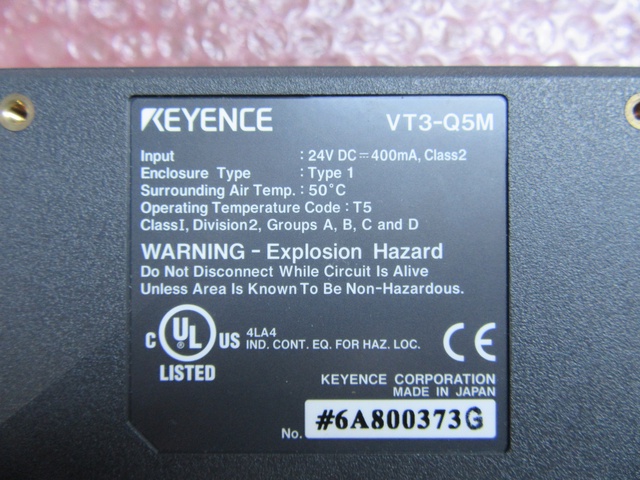 KEYENCE VT3-Q5M
Input : 24V DC⎓400mA, Class2
Enclosure Type : Type 1
Surrounding Air Temp. : 50°C
Operating Temperature Code : T5
ClassI, Division2, Groups A, B, C and D
WARNING - Explosion Hazard
Do Not Disconnect While Circuit Is Alive
Unless Area Is Known To Be Non-Hazardous.
C UL US 4LA4
IND. CONT. EQ. FOR HAZ. LOC.
CE
LISTED
KEYENCE CORPORATION
MADE IN JAPAN
No. #6A800373G